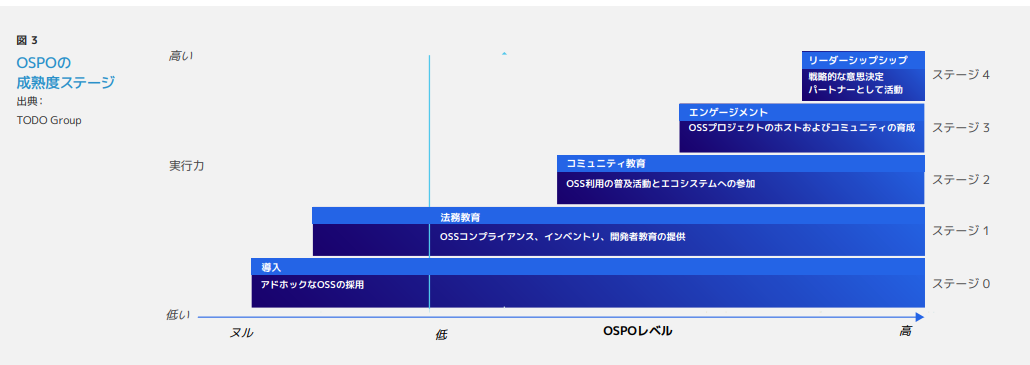 図 3
OSPOの
成熟度ステージ
出典：
TODO Group
高い
実行力
低い
リーダーシップシップ
戦略的な意思決定
パートナーとして活動
ステージ 4
エンゲージメント
OSSプロジェクトのホストおよびコミュニティの育成
ステージ 3
コミュニティ教育
OSS利用の普及活動とエコシステムへの参加
ステージ 2
法務教育
OSSコンプライアンス、インベントリ、開発者教育の提供
ステージ 1
導入
アドホックなOSSの採用
ステージ 0
ヌル
低
OSPOレベル
高